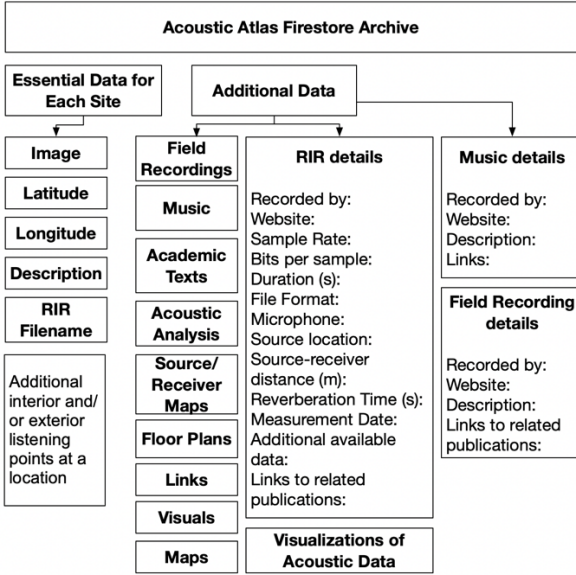 Acoustic Atlas Firestore Archive
Essential Data for
Each Site
Image
Latitude
Longitude
Description
RIR
Filename
Additional
interior and/
or exterior
listening
points at a
location
Additional Data
Field
Recordings
Music
Academic
Texts
Acoustic
Analysis
Source/
Receiver
Maps
Floor Plans
Links
Visuals
Maps
RIR details
Recorded by:
Website:
Sample Rate:
Bits per sample:
Duration (s):
File Format:
Microphone:
Source location:
Source-receiver
distance (m):
Reverberation Time (s):
Measurement Date:
Additional available
data:
Links to related
publications:
Visualizations of
Acoustic Data
Music details
Recorded by:
Website:
Description:
Links:
Field Recording
details
Recorded by:
Website:
Description:
Links to related
publications: